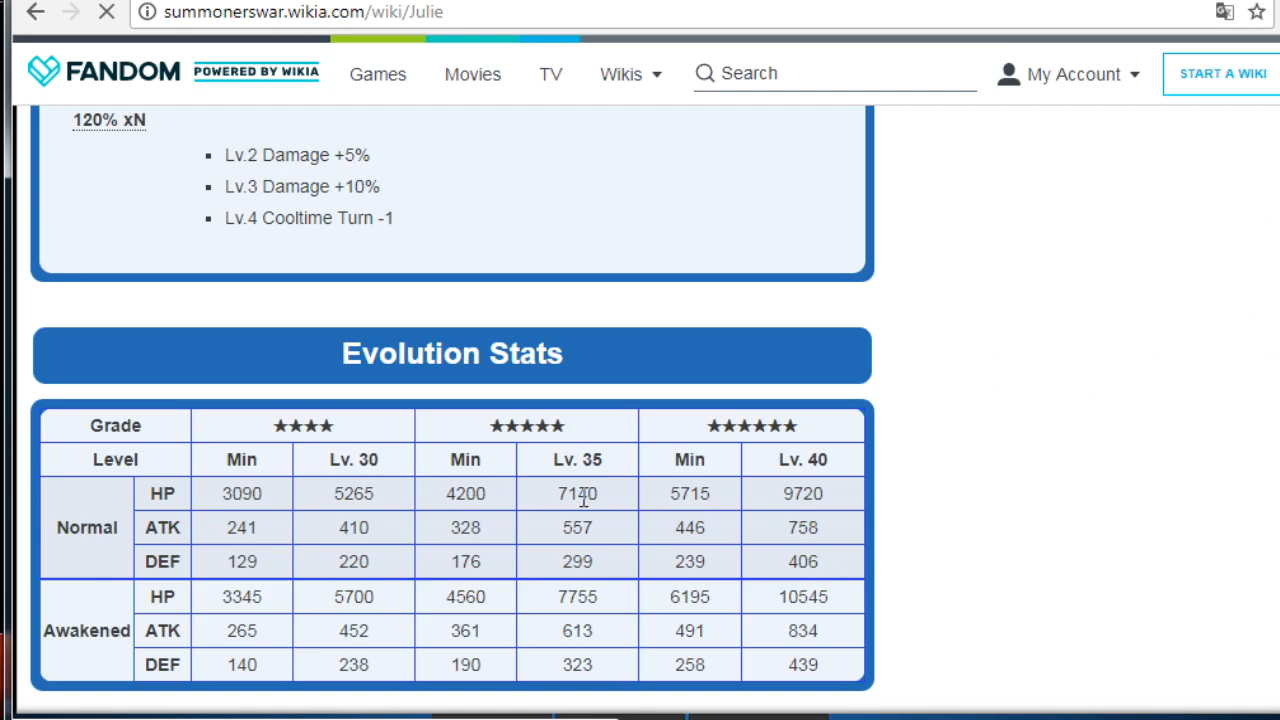 summonerswar.wikia.com/wiki/Julie
FANDOM POWERED BY WIKIA Games Movies TV Wikis Search My Account START A WIKI
120% xN
Lv.2 Damage +5%
Lv.3 Damage +10%
Lv.4 Cooltime Turn -1
Evolution Stats
Grade ★★★★ ★★★★★ ★★★★★★
Level Min Lv. 30 Min Lv. 35 Min Lv. 40
Normal HP 3090 5265 4200 7140 5715 9720
ATK 241 410 328 557 446 758
DEF 129 220 176 299 239 406
Awakened HP 3345 5700 4560 7755 6195 10545
ATK 265 452 361 613 491 834
DEF 140 238 190 323 258 439